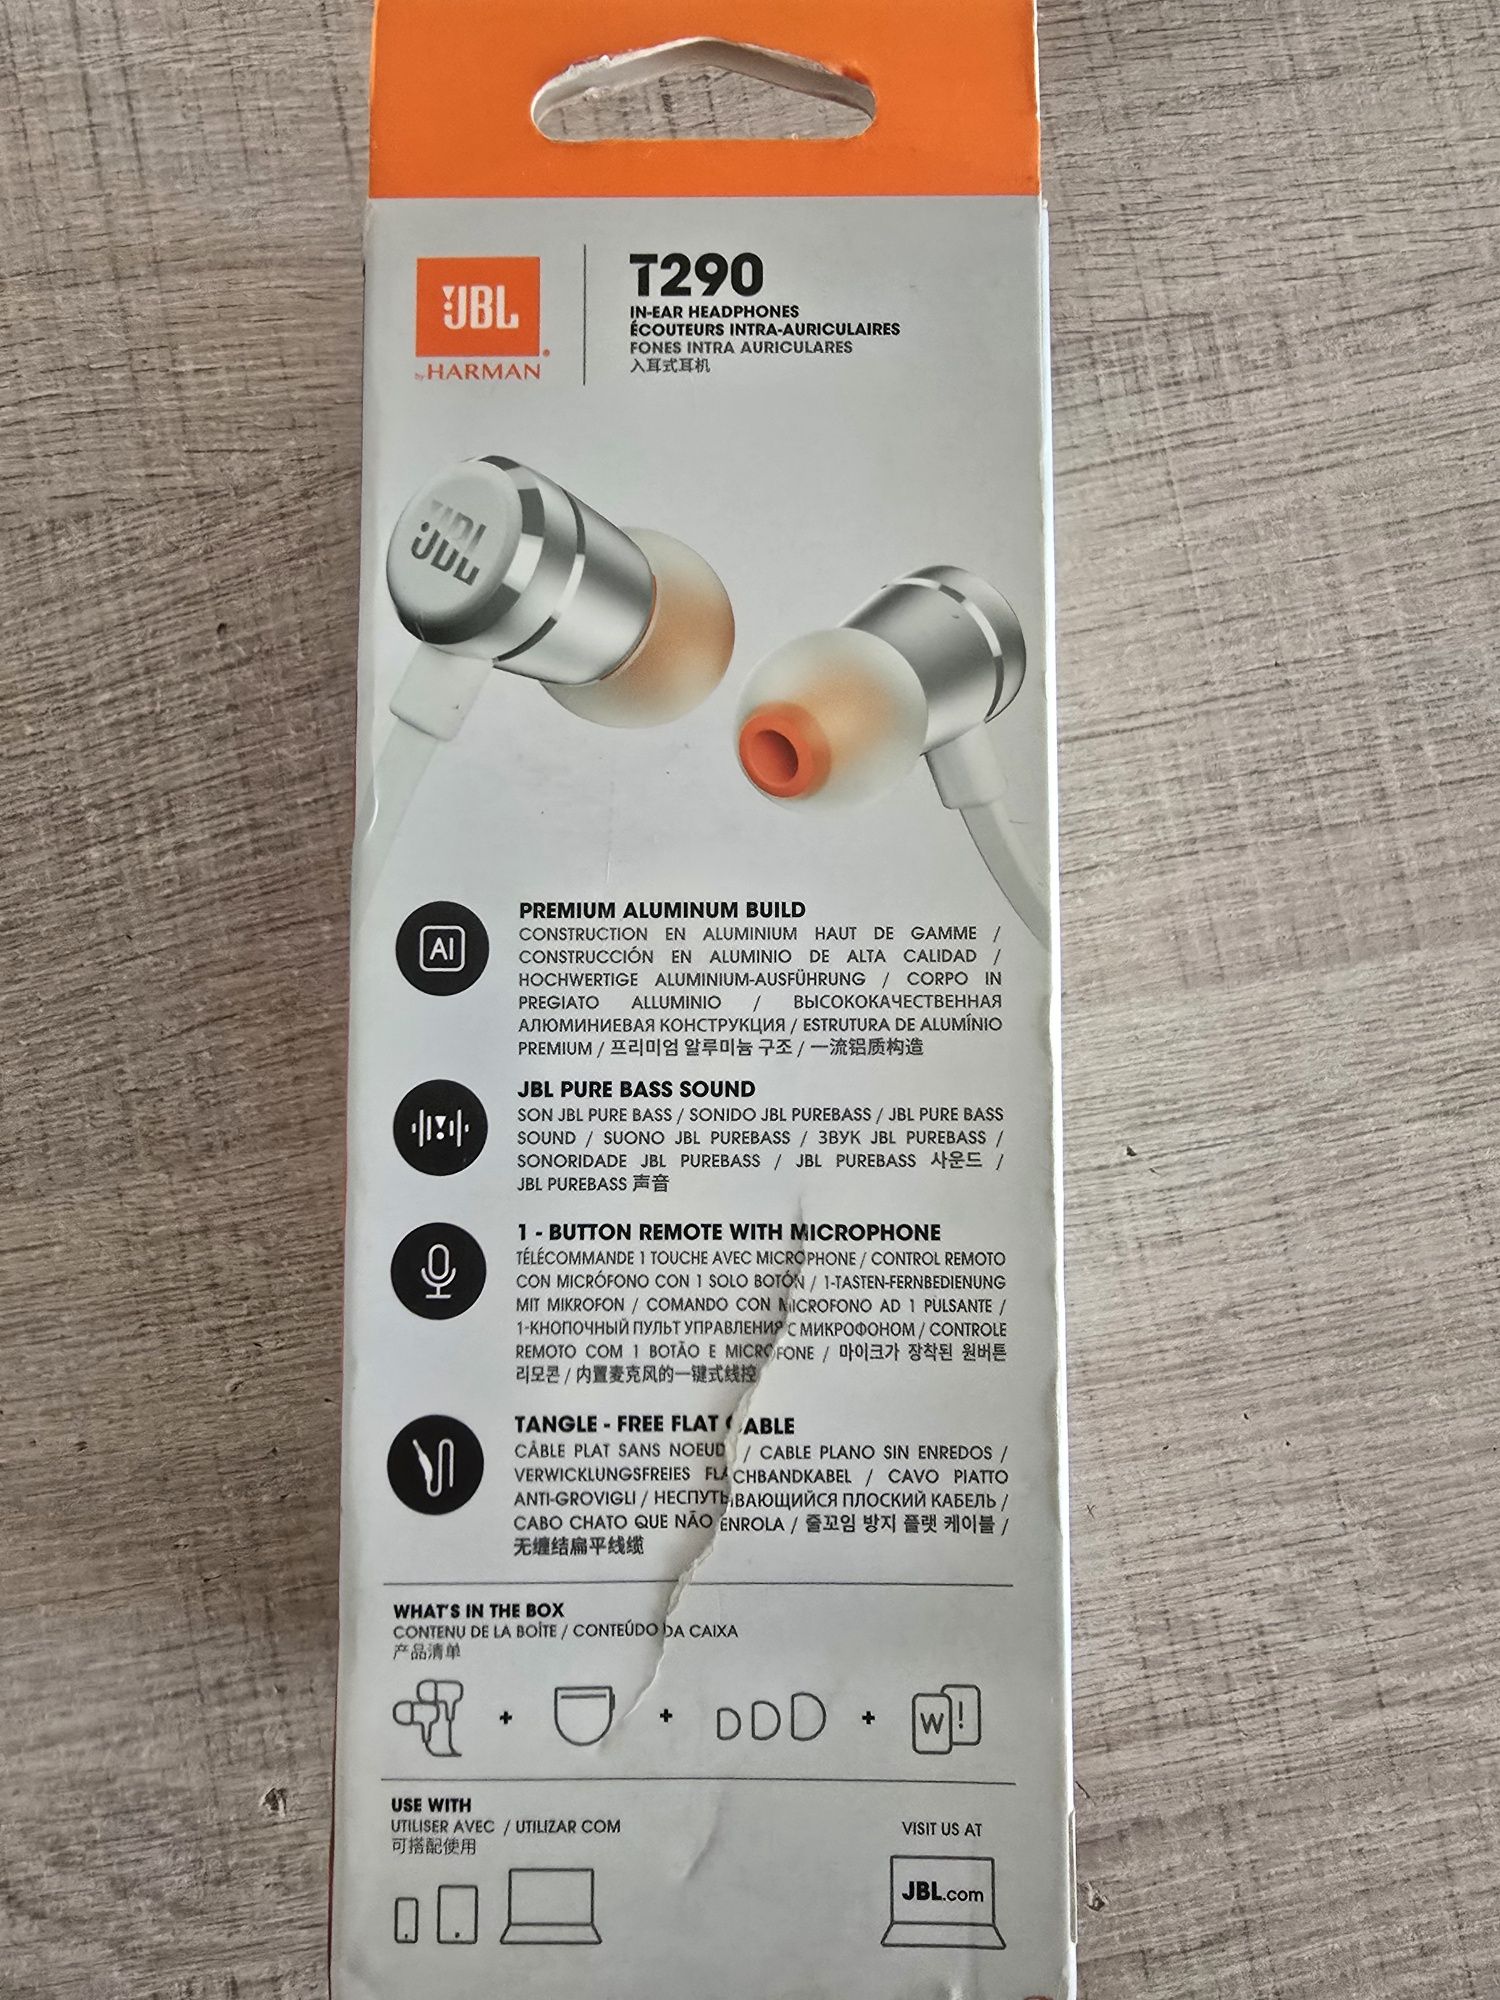 JBL
by HARMAN
T290
IN-EAR HEADPHONES
ÉCOUTEURS INTRA-AURICULAIRES
FONES INTRA AURICULARES
入耳式耳机
JBL
Al
PREMIUM ALUMINUM BUILD
CONSTRUCTION EN ALUMINIUM HAUT DE GAMME /
CONSTRUCCIÓN EN ALUMINIO DE ALTA CALIDAD /
HOCHWERTIGE ALUMINIUM-AUSFÜHRUNG / CORPO IN
PREGIATO ALLUMINIO / ВЫСОКОКАЧЕСТВЕННАЯ
АЛЮМИНИЕВАЯ КОНСТРУКЦИЯ / ESTRUTURA DE ALUMÍNIO
PREMIUM / 프리미엄 알루미늄 구조 / 一流铝质构造
JBL PURE BASS SOUND
SON JBL PURE BASS / SONIDO JBL PUREBASS / JBL PURE BASS
SOUND / SUONO JBL PUREBASS / ЗВУК JBL PUREBASS /
SONORIDADE JBL PUREBASS / JBL PUREBASS 사운드 /
JBL PUREBASS 声音
1 - BUTTON REMOTE WITH MICROPHONE
TÉLÉCOMMANDE 1 TOUCHE AVEC MICROPHONE / CONTROL REMOTO
CON MICRÓFONO CON 1 SOLO BOTÓN / 1-TASTEN-FERNBEDIENUNG
MIT MIKROFON / COMANDO CON MICROFONO AD 1 PULSANTE /
1-КНОПОЧНЫЙ ПУЛЬТ УПРАВЛЕНИЯ С МИКРОФОНОМ / CONTROLE
REMOTO COM 1 BOTÃO E MICROFONE / 마이크가 장착된 원버튼
리모콘 / 内置麦克风的一键式线控
TANGLE - FREE FLAT CABLE
CÂBLE PLAT SANS NOEUD / CABLE PLANO SIN ENREDOS /
VERWICKLUNGSFREIES FLACHBANDKABEL / CAVO PIATTO
ANTI-GROVIGLI / НЕСПУТЫВАЮЩИЙСЯ ПЛОСКИЙ КАБЕЛЬ /
CABO CHATO QUE NÃO ENROLA / 줄꼬임 방지 플랫 케이블 /
无缠结扁平线缆
WHAT'S IN THE BOX
CONTENU DE LA BOÎTE / CONTEÚDO DA CAIXA
产品清单
+ + + W !
USE WITH
UTILISER AVEC / UTILIZAR COM
可搭配使用
VISIT US AT
JBL.com